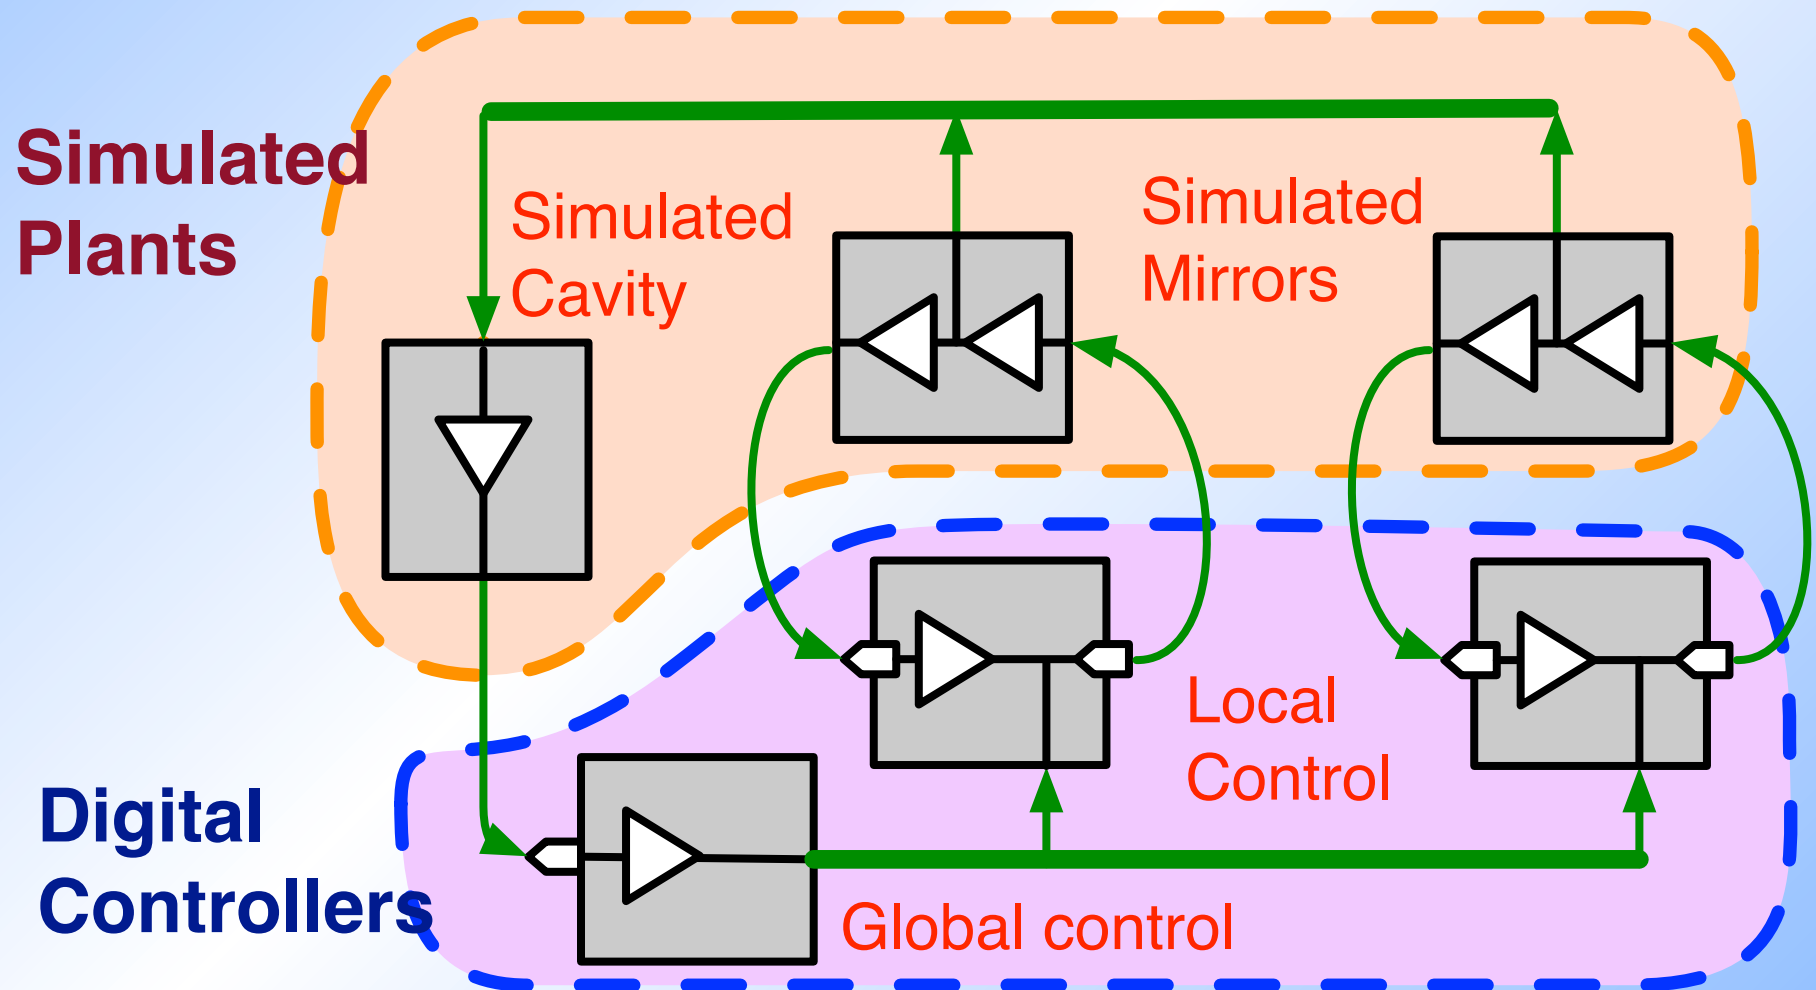 Simulated
Plants
Simulated
Cavity
Simulated
Mirrors
Local
Control
Digital
Controllers
Global control